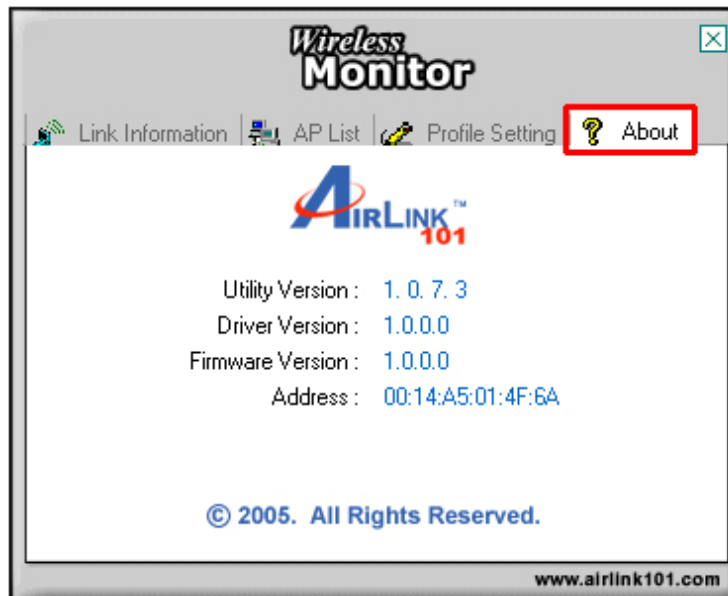 Wireless
Monitor
Link Information AP List Profile Setting ? About
AIRLINK™
101
Utility Version : 1. 0. 7. 3
Driver Version : 1.0.0.0
Firmware Version : 1.0.0.0
Address : 00:14:A5:01:4F:6A
© 2005. All Rights Reserved.
www.airlink101.com